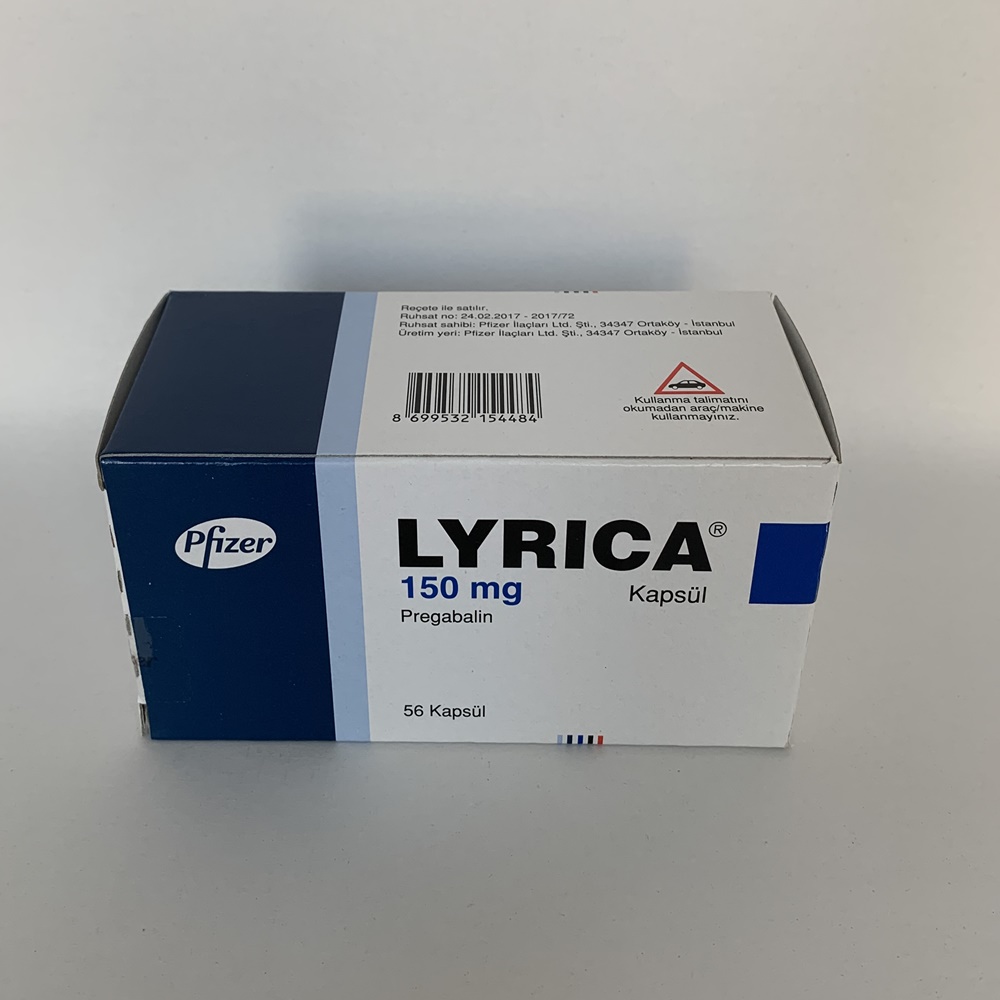 Reçete ile satılır.
Ruhsat no: 24.02.2017 - 2017/72
Ruhsat sahibi: Pfizer İlaçları Ltd. Şti., 34347 Ortaköy - İstanbul
Üretim yeri: Pfizer İlaçları Ltd. Şti., 34347 Ortaköy - İstanbul
8 699532 154484
Kullanma talimatını
okumadan araç/makine
kullanmayınız.
Pfizer
LYRICA®
150 mg
Kapsül
Pregabalin
56 Kapsül